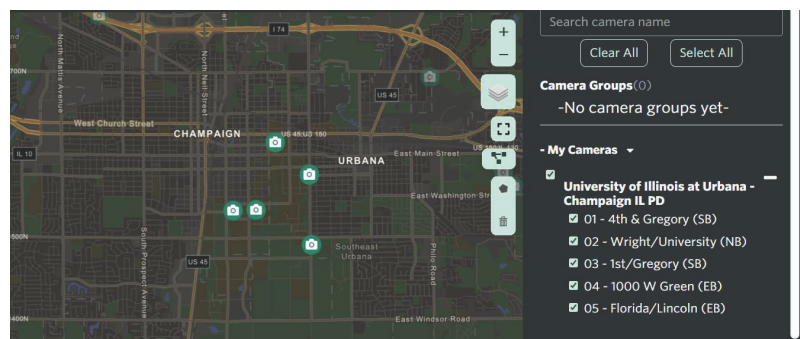 I 74
North Mattis Avenue
North Neil Street
700N
US 45
West Church Street
CHAMPAIGN
US 45;US 150
IL 10
URBANA
East Main Street
East Washington Str
500N
Southeast
Urbana
US 45
South Prospect Avenue
Philo Road
400N
East Windsor Road
+
−
Search camera name
Clear All
Select All
Camera Groups(0)
-No camera groups yet-
- My Cameras
University of Illinois at Urbana -
Champaign IL PD
01 - 4th & Gregory (SB)
02 - Wright/University (NB)
03 - 1st/Gregory (SB)
04 - 1000 W Green (EB)
05 - Florida/Lincoln (EB)